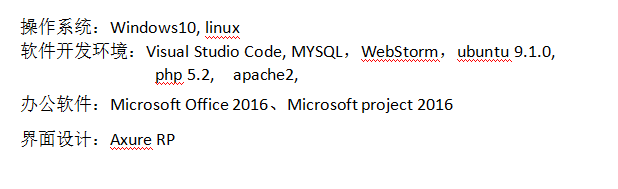 操作系统：Windows10, linux
软件开发环境：Visual Studio Code, MYSQL，WebStorm，ubuntu 9.1.0,
php 5.2,    apache2,
办公软件：Microsoft Office 2016、Microsoft project 2016
界面设计：Axure RP